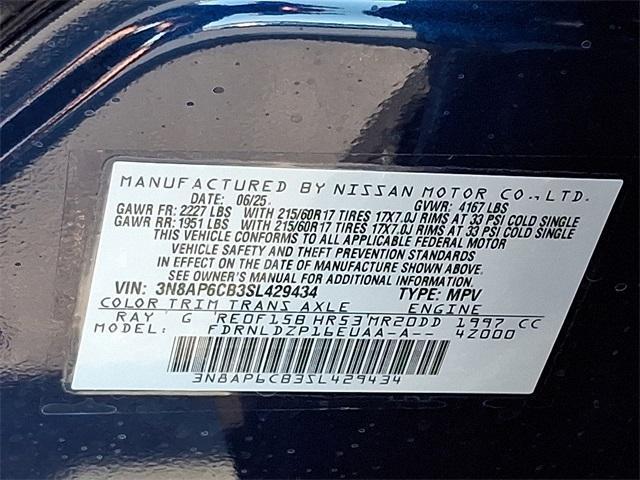 MANUFACTURED BY NISSAN MOTOR CO., LTD.
DATE: 06/25. GVWR: 4167 LBS
GAWR FR: 2227 LBS WITH 215/60R17 TIRES 17X7.0J RIMS AT 33 PSI COLD SINGLE
GAWR RR: 1951 LBS WITH 215/60R17 TIRES 17X7.0J RIMS AT 33 PSI COLD SINGLE
THIS VEHICLE CONFORMS TO ALL APPLICABLE FEDERAL MOTOR
VEHICLE SAFETY AND THEFT PREVENTION STANDARDS
IN EFFECT ON THE DATE OF MANUFACTURE SHOWN ABOVE.
SEE OWNER'S MANUAL FOR ADDITIONAL INFORMATION.
VIN: 3N8AP6CB3SL429434 TYPE: MPV
COLOR TRIM TRANS AXLE ENGINE
RAY G RE0F15B HR53 MR20DD 1997 CC
FDRNLDZP16EUAA-A-- 4Z000
3N8AP6CB3SL429434